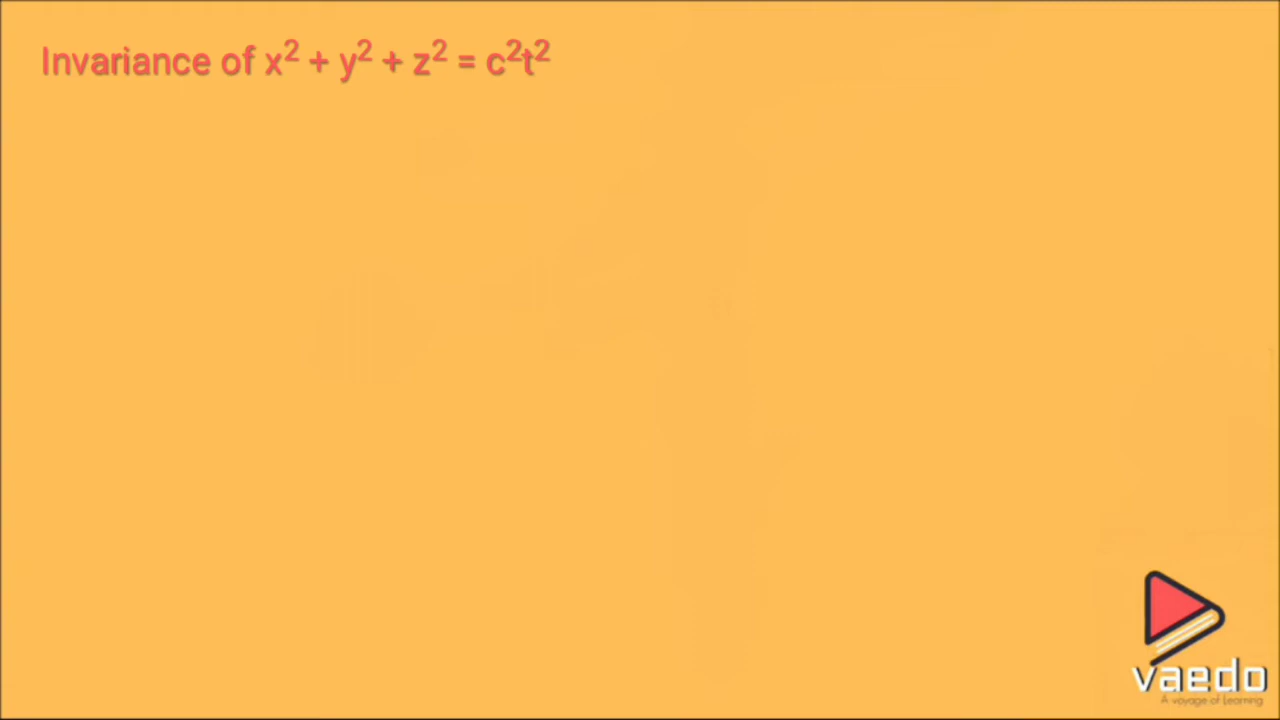 Invariance of x² + y² + z² = c²t²
vaedo
A voyage of Learning